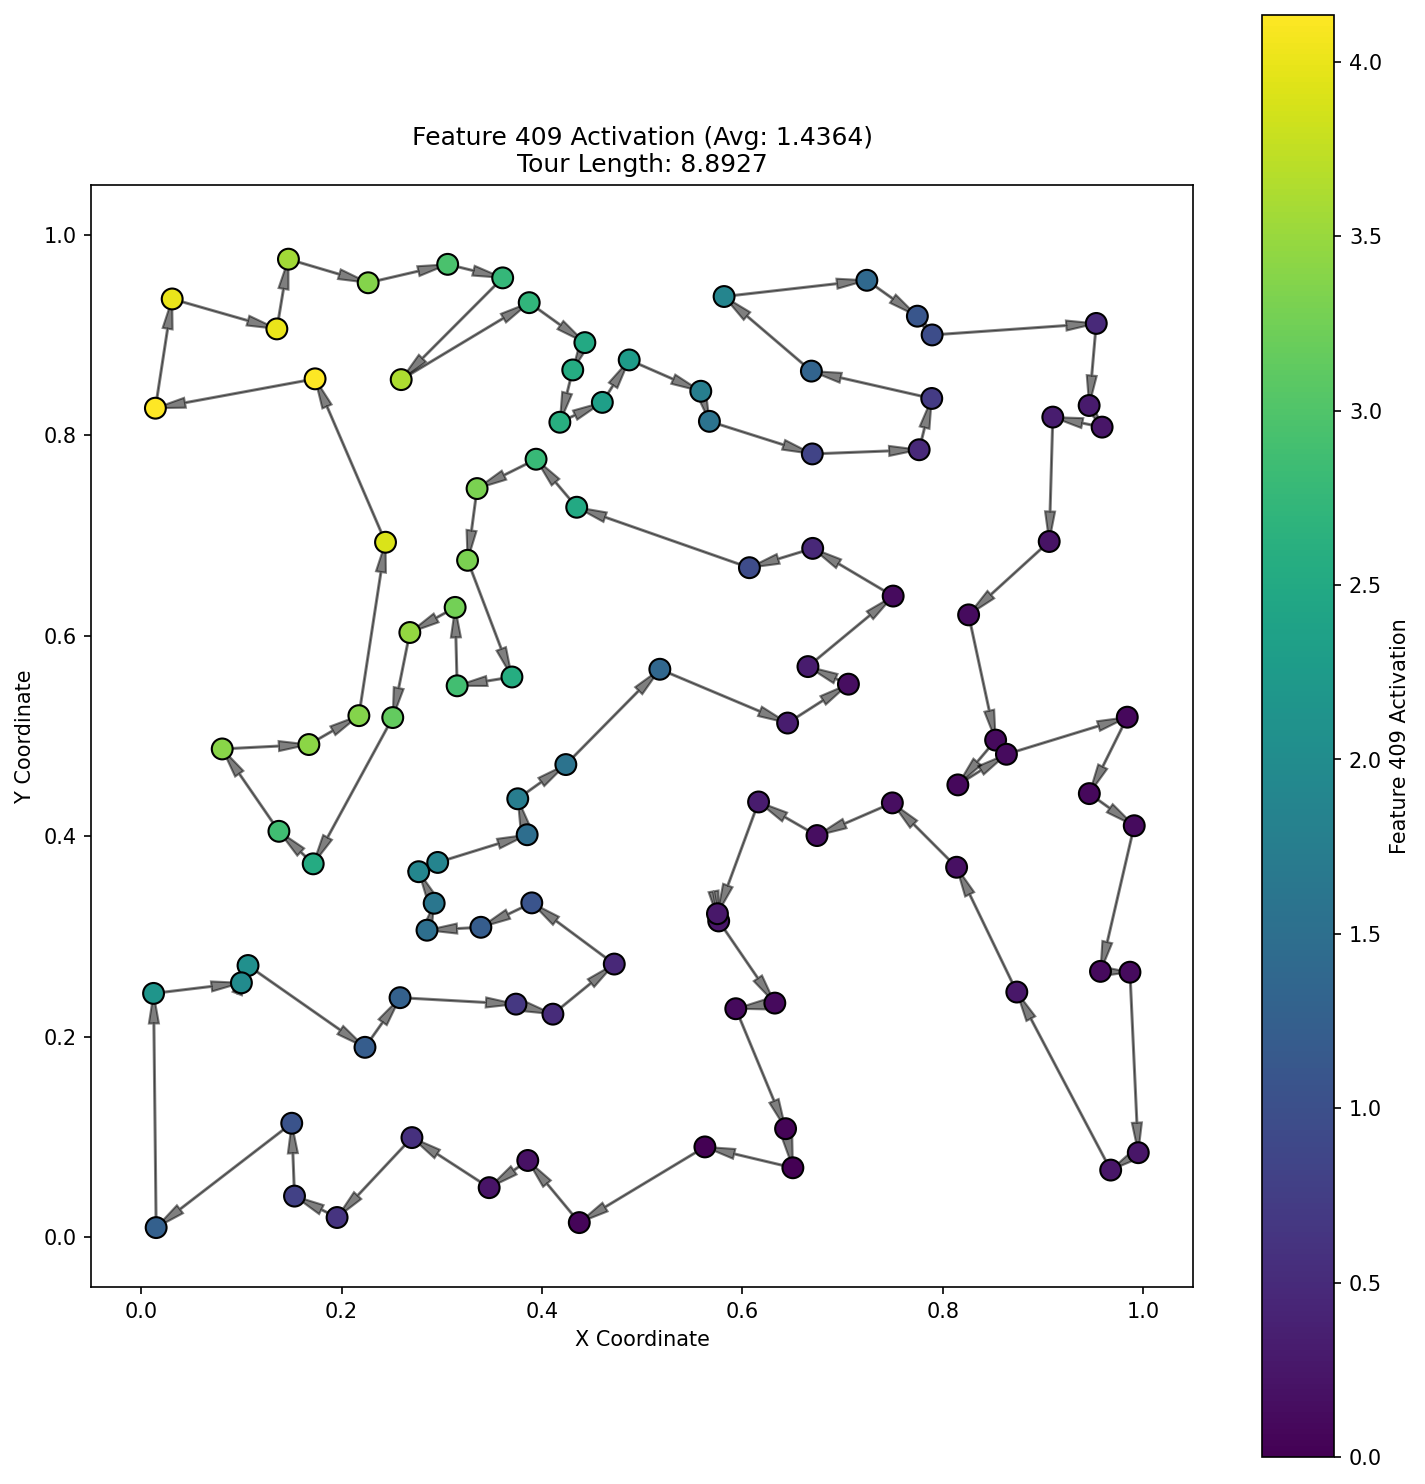 Feature 409 Activation (Avg: 1.4364)
Tour Length: 8.8927
1.0
0.8
0.6
0.4
0.2
0.0
Y Coordinate
0.0 0.2 0.4 0.6 0.8 1.0
X Coordinate
4.0
3.5
3.0
2.5
2.0
1.5
1.0
0.5
0.0
Feature 409 Activation